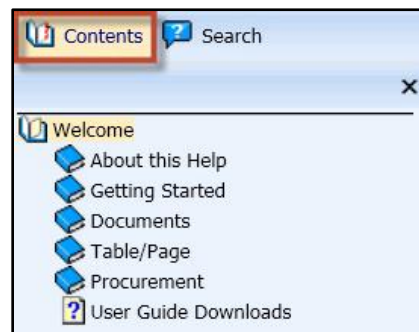 Contents Search
Welcome
About this Help
Getting Started
Documents
Table/Page
Procurement
User Guide Downloads